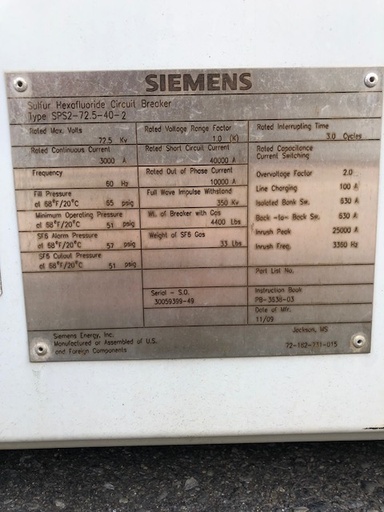 SIEMENS
Sulfur Hexafluoride Circuit Breaker
Type SPS2-72.5-40-2
Rated Max. Volts
72.5 Kv
Rated Voltage Range Factor
1.0 (K)
Rated Interrupting Time
3.0 Cycles
Rated Continuous Current
3000 A
Rated Short Circuit Current
40000 A
Rated Capacitance
Current Switching
Frequency
60 Hz
Rated Out of Phase Current
10000 A
Overvoltage Factor 2.0
Line Charging 100 A
Isolated Bank Sw. 630 A
Back-to-Back Sw. 630 A
Inrush Peak 25000 A
Inrush Freq. 3360 Hz
Fill Pressure
at 68°F/20°C 65 psig
Full Wave Impulse Withstand
350 Kv
Minimum Operating Pressure
at 68°F/20°C 51 psig
Wt. of Breaker with Gas
4400 Lbs
SF6 Alarm Pressure
at 68°F/20°C 57 psig
Weight of SF6 Gas
33 Lbs
SF6 Cutout Pressure
at 68°F/20°C 51 psig
Part List No.
Serial - S.O.
30059399-49
Instruction Book
PB-3636-03
Date of Mfr.
11/09
Siemens Energy, Inc.
Manufactured or Assembled of U.S.
and Foreign Components
Jackson, MS
72-162-711-015